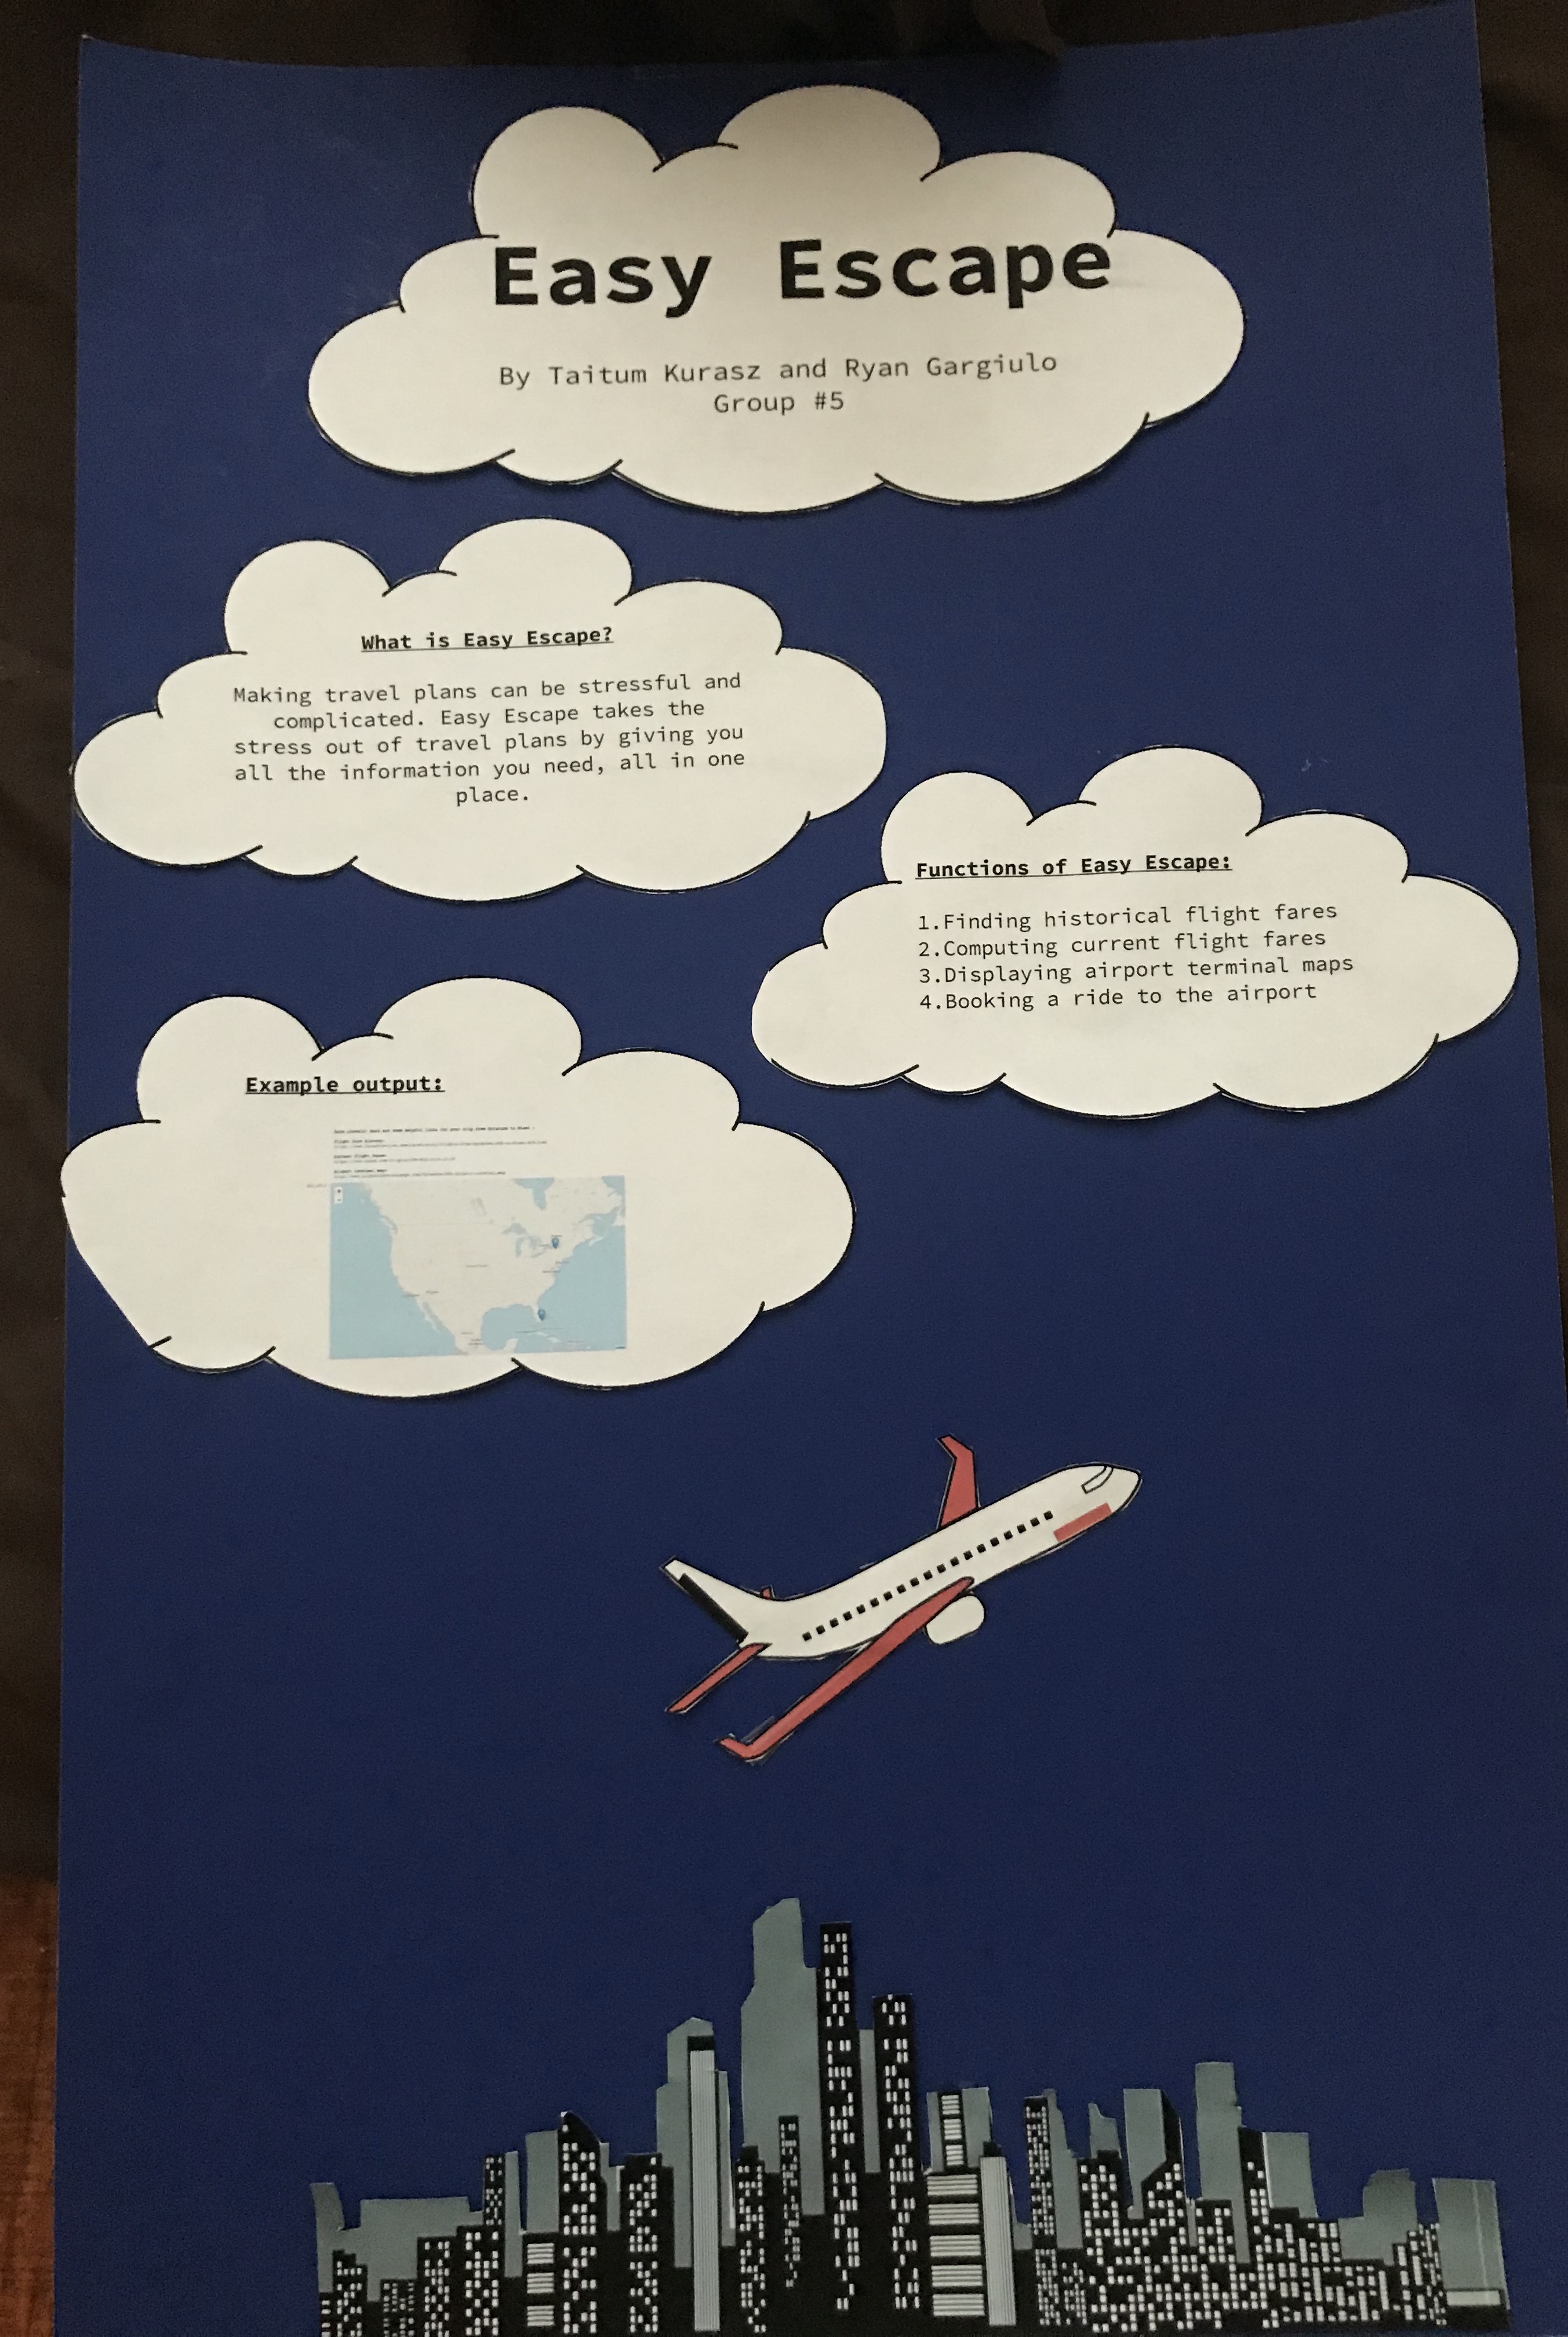 Easy Escape
By Taitum Kurasz and Ryan Gargiulo
Group #5
What is Easy Escape?
Making travel plans can be stressful and
complicated. Easy Escape takes the
stress out of travel plans by giving you
all the information you need, all in one
place.
Functions of Easy Escape:
1.Finding historical flight fares
2.Computing current flight fares
3.Displaying airport terminal maps
4.Booking a ride to the airport
Example output: